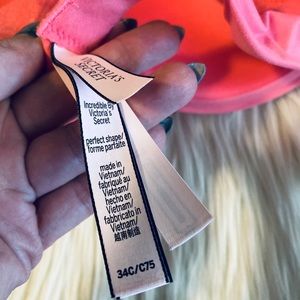 VICTORIA'S
SECRET
Incredible By
Victoria's
Secret
perfect shape/
forme parfaite
made in
Vietnam/
fabriqué au
Vietnam/
hecho en
Vietnam/
fabbricato in
Vietnam/
越南制造
34C/C75